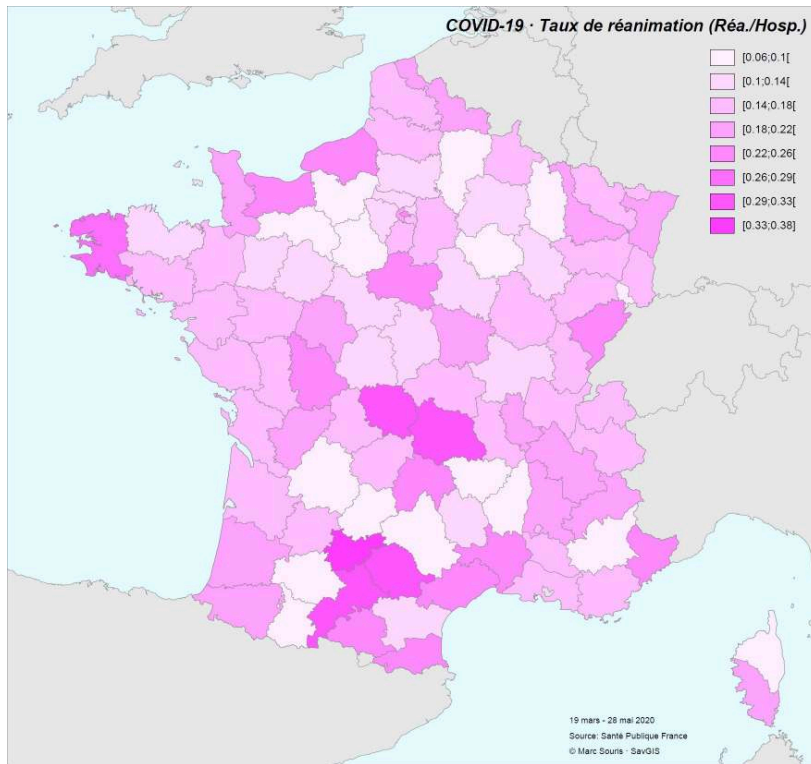 COVID-19 · Taux de réanimation (Réa./Hosp.)
[0.06;0.1[
[0.1;0.14[
[0.14;0.18[
[0.18;0.22[
[0.22;0.26[
[0.26;0.29[
[0.29;0.33[
[0.33;0.38]
19 mars - 28 mai 2020
Source: Santé Publique France
© Marc Souris - SavGIS